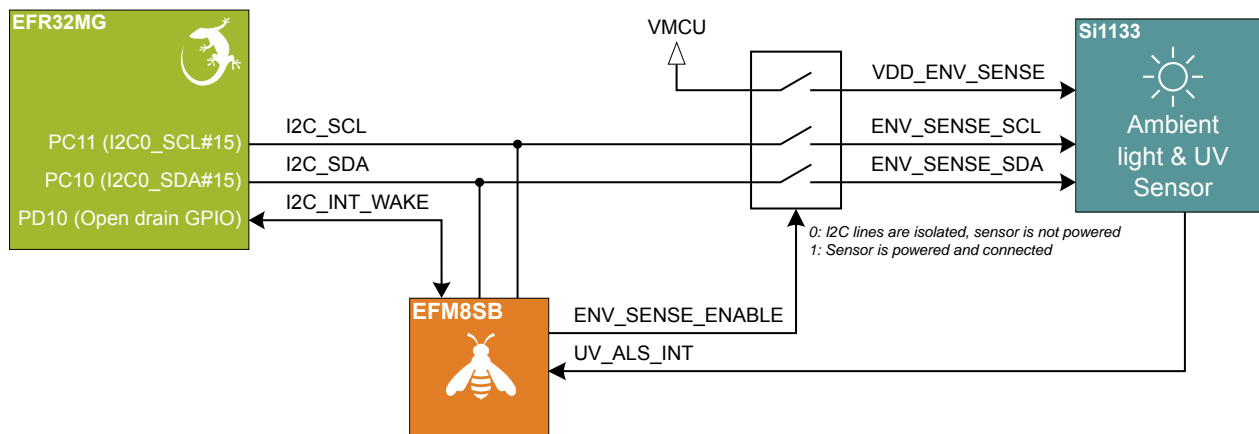 EFR32MG
Si1133
VMCU
VDD_ENV_SENSE
I2C_SCL
ENV_SENSE_SCL
PC11 (I2C0_SCL#15)
I2C_SDA
ENV_SENSE_SDA
PC10 (I2C0_SDA#15)
I2C_INT_WAKE
PD10 (Open drain GPIO)
Ambient
light & UV
Sensor
0: I2C lines are isolated, sensor is not powered
1: Sensor is powered and connected
EFM8SB
ENV_SENSE_ENABLE
UV_ALS_INT